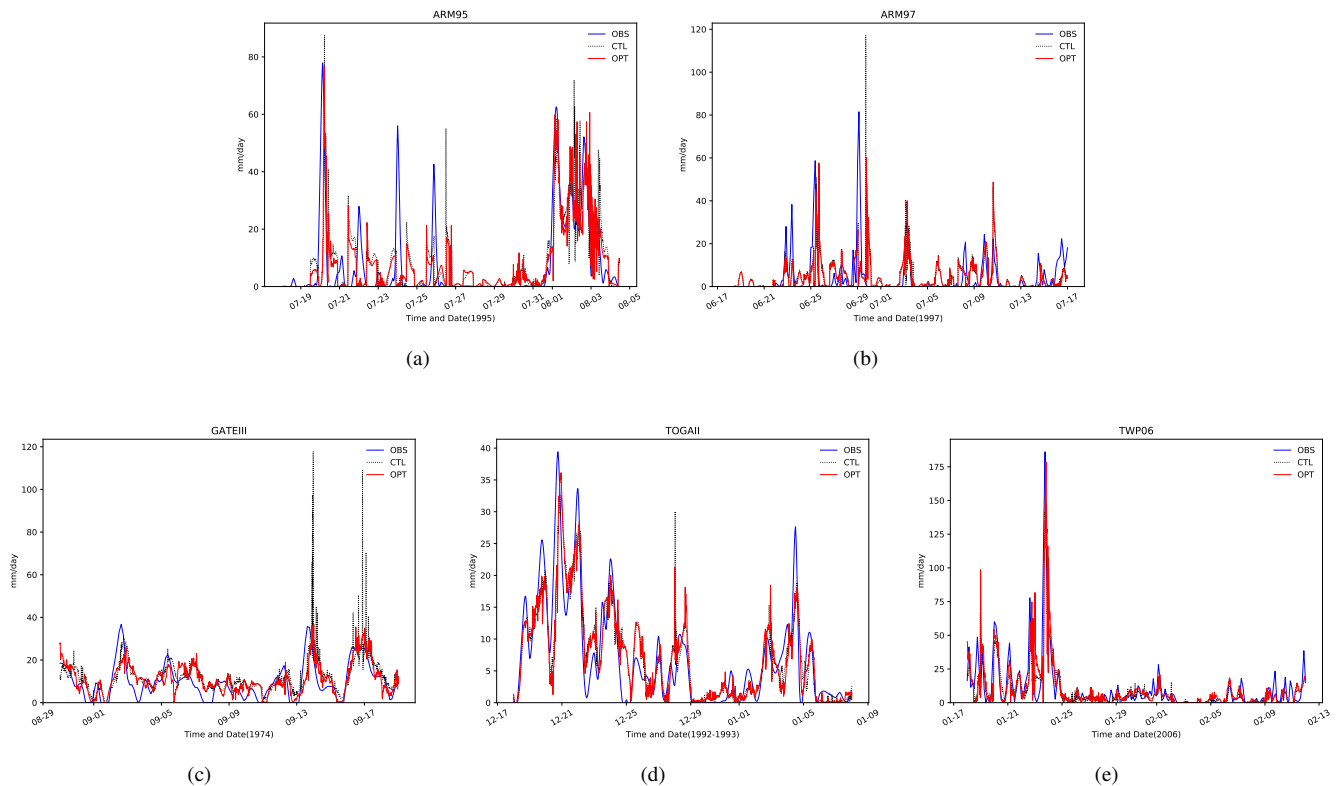 ARM95
OBS
CTL
OPT
mm/day
80
60
40
20
0
07-19
07-21
07-23
07-25
07-27
07-29
07-31
08-01
08-03
08-05
Time and Date(1995)
(a)
ARM97
OBS
CTL
OPT
mm/day
120
100
80
60
40
20
0
06-17
06-21
06-25
06-29
07-01
07-05
07-09
07-13
07-17
Time and Date(1997)
(b)
GATEIII
OBS
CTL
OPT
mm/day
120
100
80
60
40
20
0
08-29
09-01
09-05
09-09
09-13
09-17
Time and Date(1974)
(c)
TOGAII
OBS
CTL
OPT
mm/day
40
35
30
25
20
15
10
5
0
12-17
12-21
12-25
12-29
01-01
01-05
01-09
Time and Date(1992-1993)
(d)
TWP06
OBS
CTL
OPT
mm/day
175
150
125
100
75
50
25
0
01-17
01-21
01-25
01-29
02-01
02-05
02-09
02-13
Time and Date(2006)
(e)